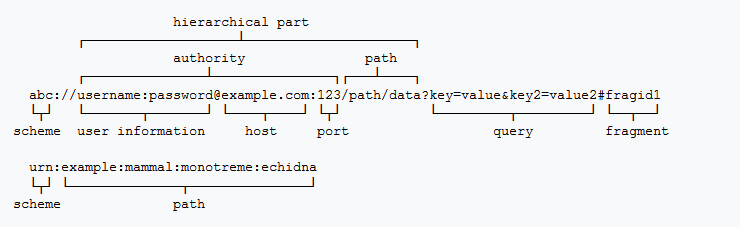 hierarchical part
authority path
abc://username:password@example.com:123/path/data?key=value&key2=value2#fragid1
scheme user information host port query fragment
urn:example:mammal:monotreme:echidna
scheme path